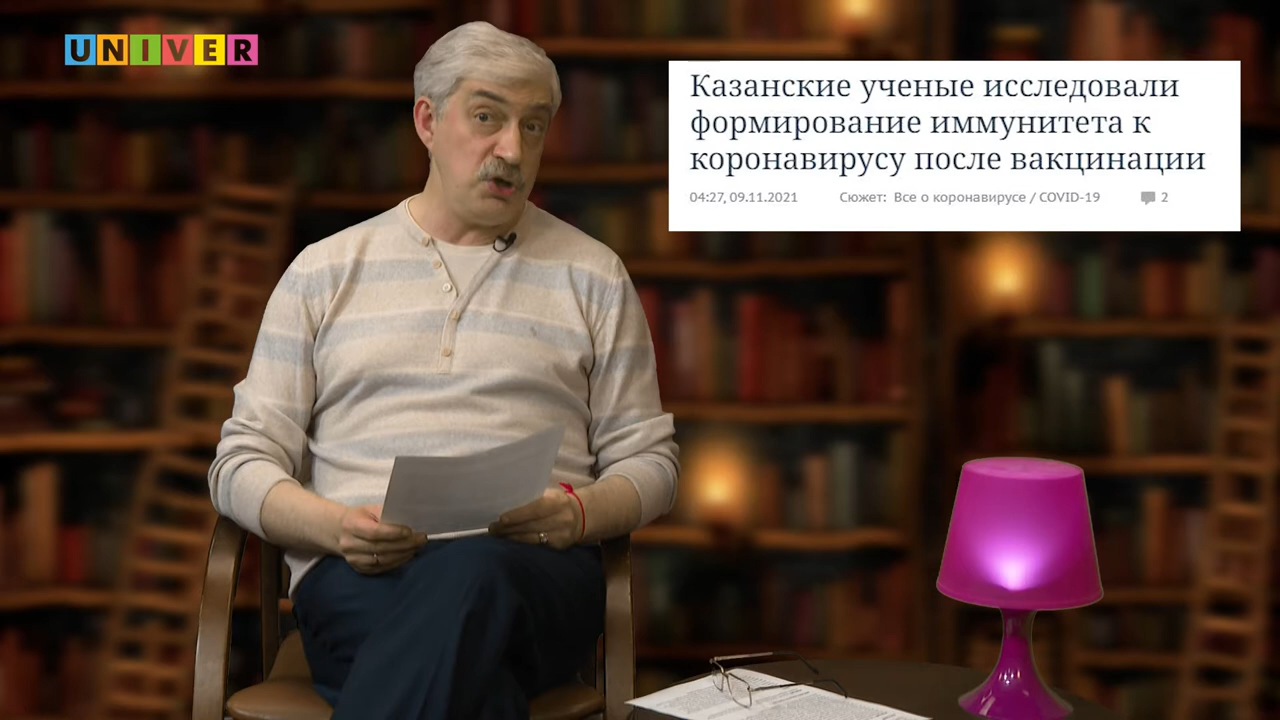 UNIVER
Казанские ученые исследовали
формирование иммунитета к
коронавирусу после вакцинации
04:27, 09.11.2021 Сюжет: Все о коронавирусе / COVID-19 2